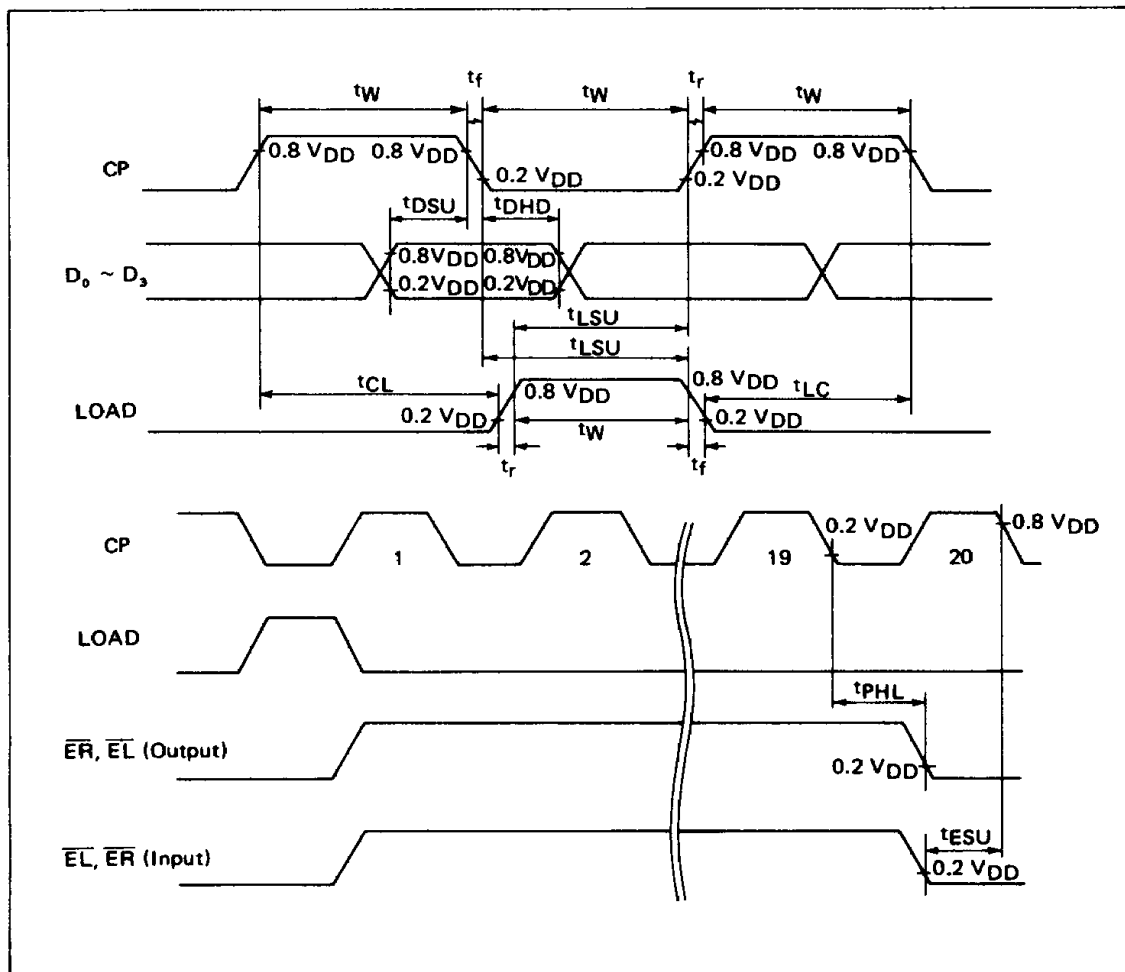 tf tr
tW tW tW
CP 0.8 VDD 0.8 VDD 0.2 VDD 0.2 VDD 0.8 VDD 0.8 VDD
tDSU tDHD
D0 ~ D3 0.8VDD 0.8VDD
0.2VDD 0.2VDD
tLSU
tLSU
tCL 0.8 VDD 0.8 VDD tLC
LOAD 0.2 VDD tW 0.2 VDD
tr tf
CP 1 2 19 0.2 VDD 20 0.8 VDD
LOAD
tPHL
E̅R̅, E̅L̅ (Output) 0.2 VDD
tESU
E̅L̅, E̅R̅ (Input) 0.2 VDD